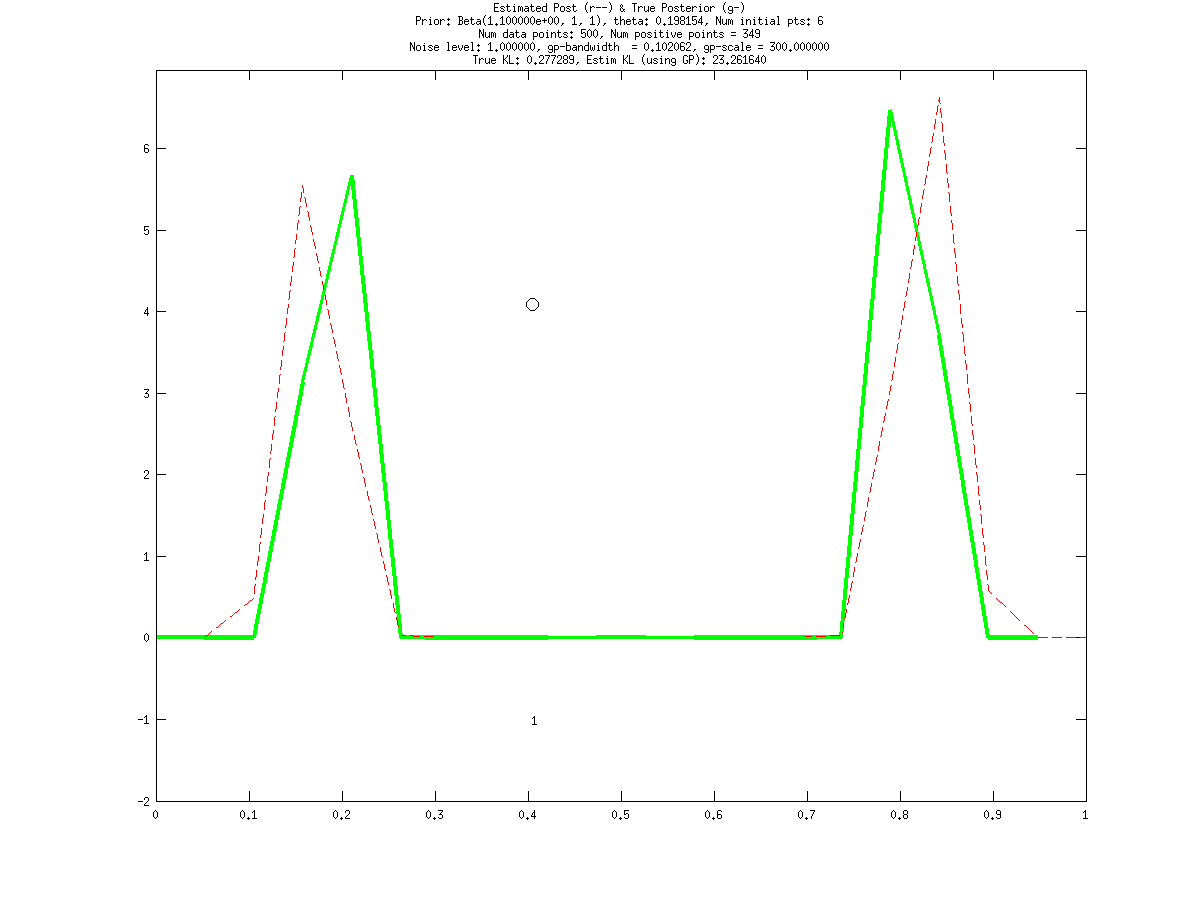 Estimated Post (r--) & True Posterior (g-)
Prior: Beta(1.100000e+00, 1, 1), theta: 0.198154, Num initial pts: 6
Num data points: 500, Num positive points = 349
Noise level: 1.000000, gp-bandwidth  = 0.102062, gp-scale = 300.000000
True KL: 0.277289, Estim KL (using GP): 23.261640
6
5
4
3
2
1
0
-1
1
-2
0 0.1 0.2 0.3 0.4 0.5 0.6 0.7 0.8 0.9 1